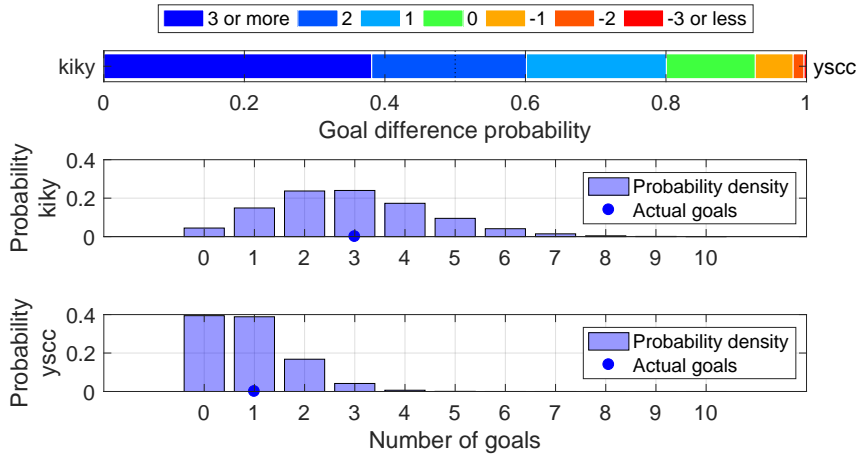 3 or more 2 1 0 -1 -2 -3 or less
kiky yscc
0 0.2 0.4 0.6 0.8 1
Goal difference probability
Probability
kiky
0.4
0.2
0
Probability density
Actual goals
0 1 2 3 4 5 6 7 8 9 10
Probability
yscc
0.4
0.2
0
Probability density
Actual goals
0 1 2 3 4 5 6 7 8 9 10
Number of goals